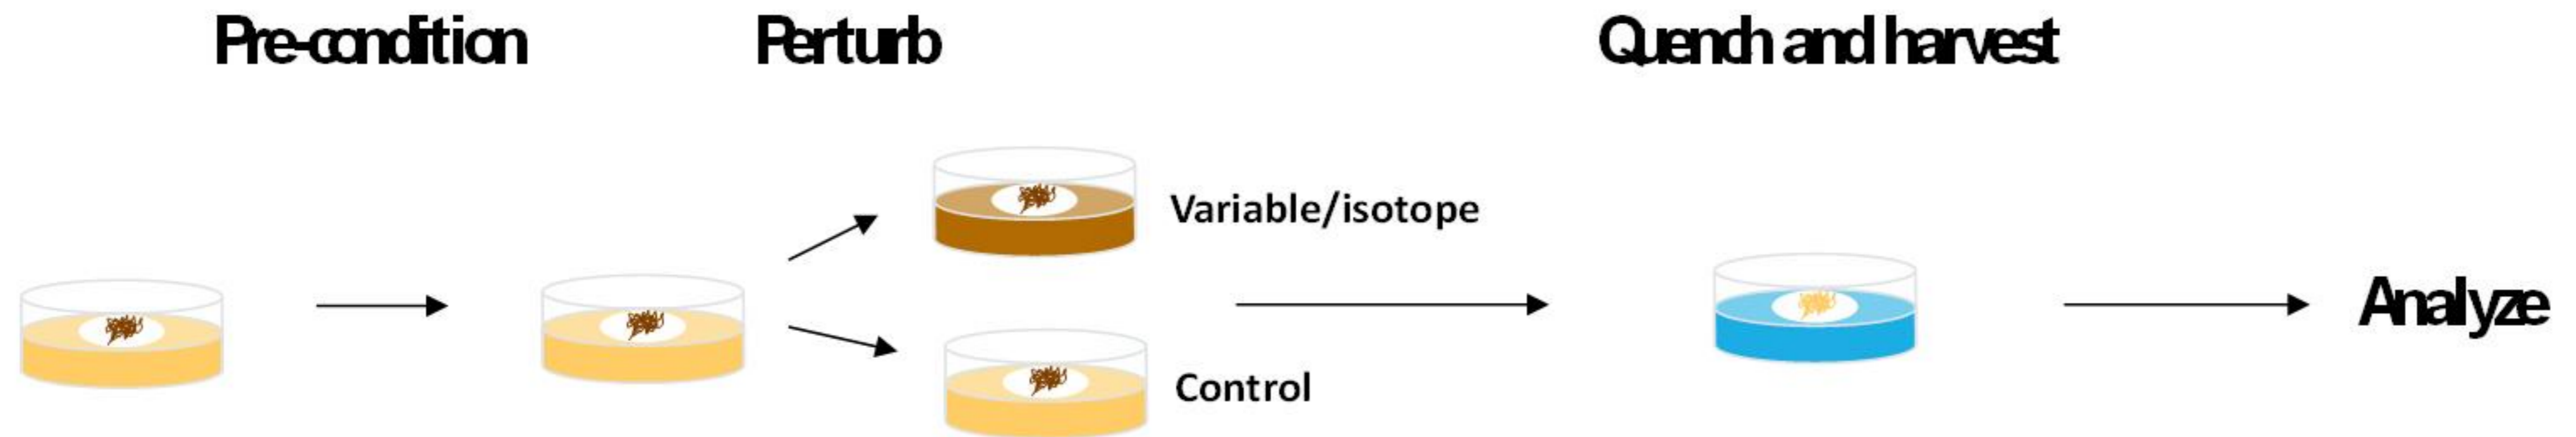 Pre-condition
Perturb
Quench and harvest
Variable/isotope
Control
Analyze